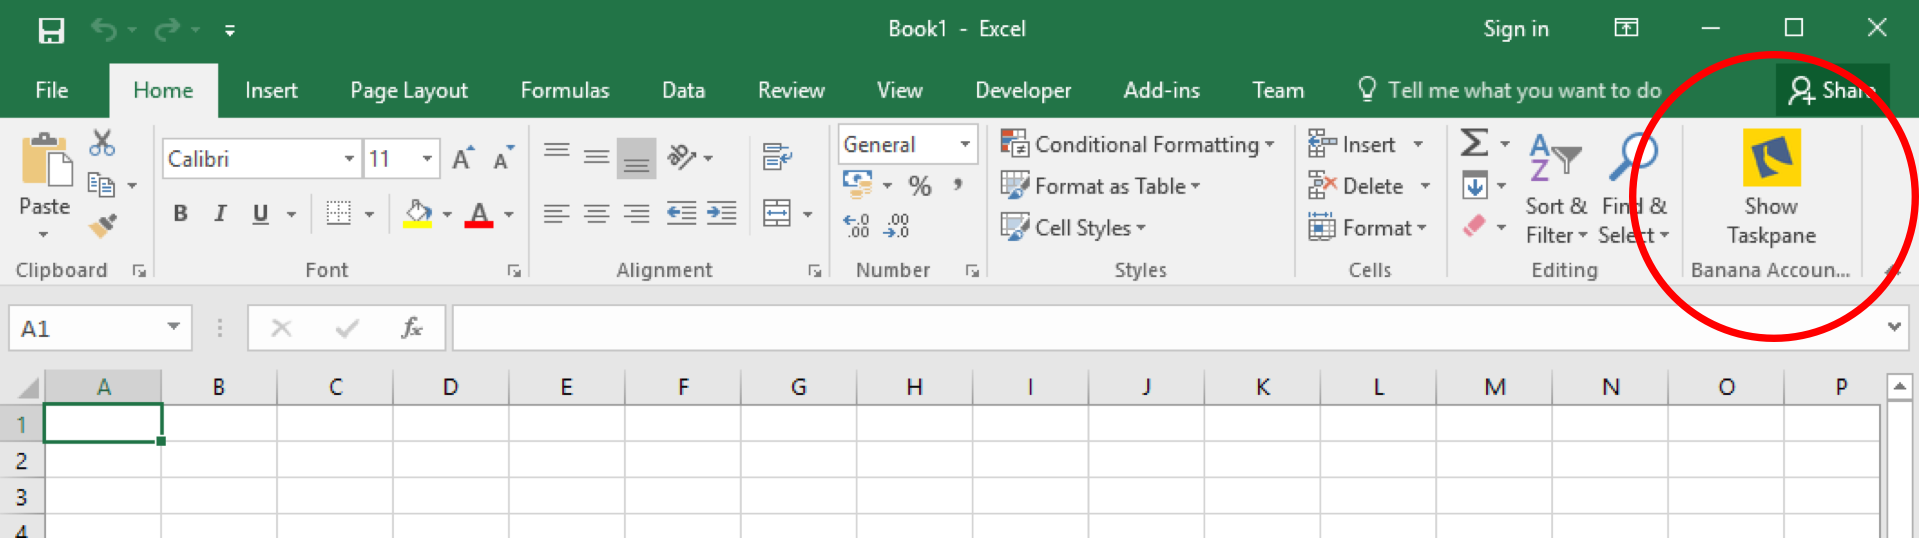 Book1 - Excel
Sign in
File Home Insert Page Layout Formulas Data Review View Developer Add-ins Team Tell me what you want to do Share
Paste
Clipboard
Calibri 11
B I U A
Font
Alignment
General
% ,
Number
Conditional Formatting
Format as Table
Cell Styles
Styles
Insert
Delete
Format
Cells
Σ
Sort &
Filter
Find &
Select
Editing
Show
Taskpane
Banana Accoun...
A1 fx
A B C D E F G H I J K L M N O P
1
2
3
4